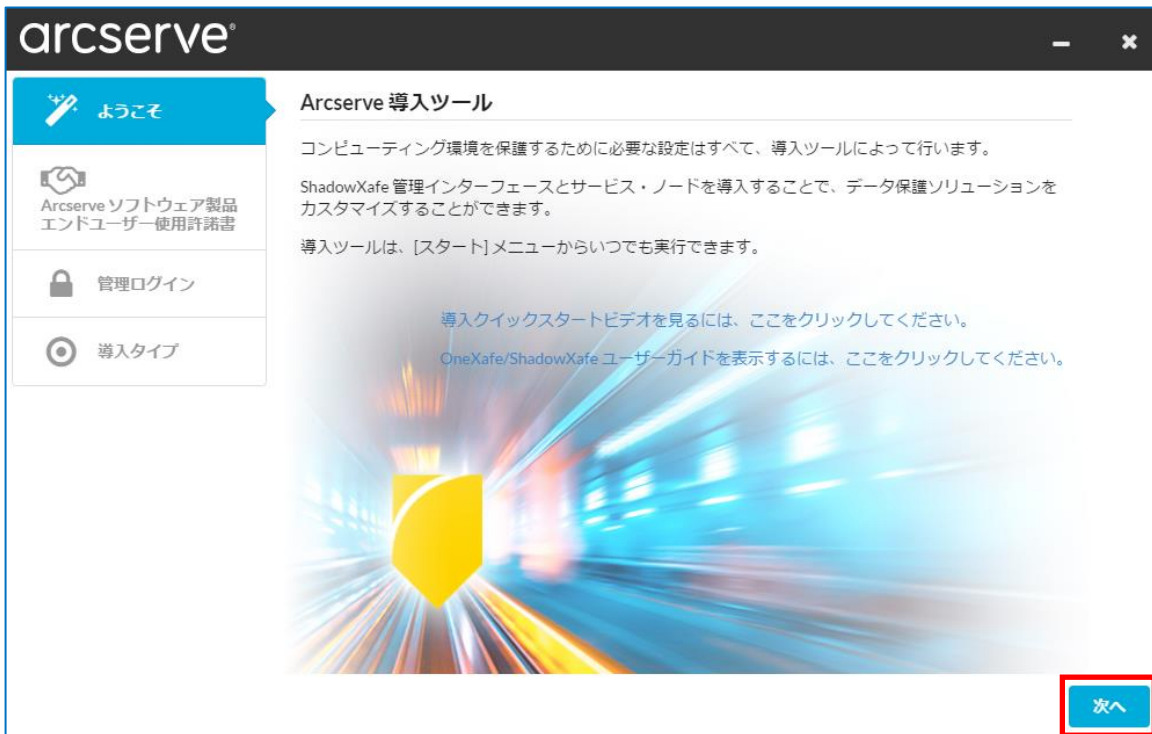 arcserve®
ようこそ
Arcserve ソフトウェア製品
エンドユーザー使用許諾書
管理ログイン
導入タイプ
Arcserve 導入ツール
コンピューティング環境を保護するために必要な設定はすべて、導入ツールによって行います。
ShadowXafe 管理インターフェースとサービス・ノードを導入することで、データ保護ソリューションを
カスタマイズすることができます。
導入ツールは、[スタート] メニューからいつでも実行できます。
導入クイックスタートビデオを見るには、ここをクリックしてください。
OneXafe/ShadowXafe ユーザーガイドを表示するには、ここをクリックしてください。
次へ